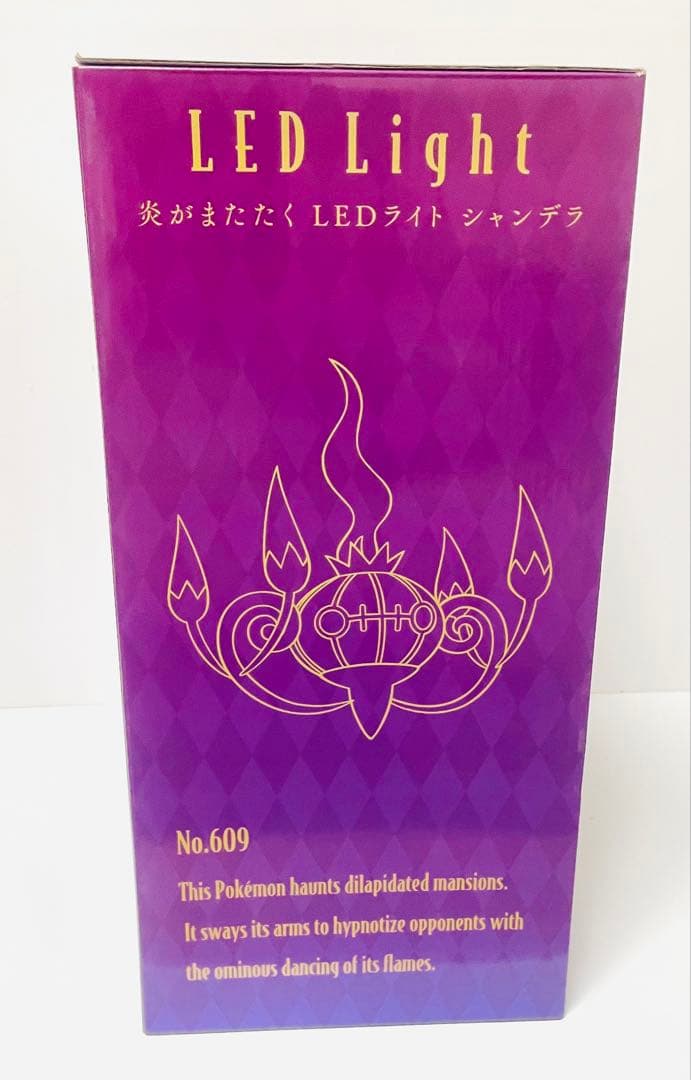 LED Light
炎がまたたく LEDライト シャンデラ
No.609
This Pokémon haunts dilapidated mansions.
It sways its arms to hypnotize opponents with
the ominous dancing of its flames.